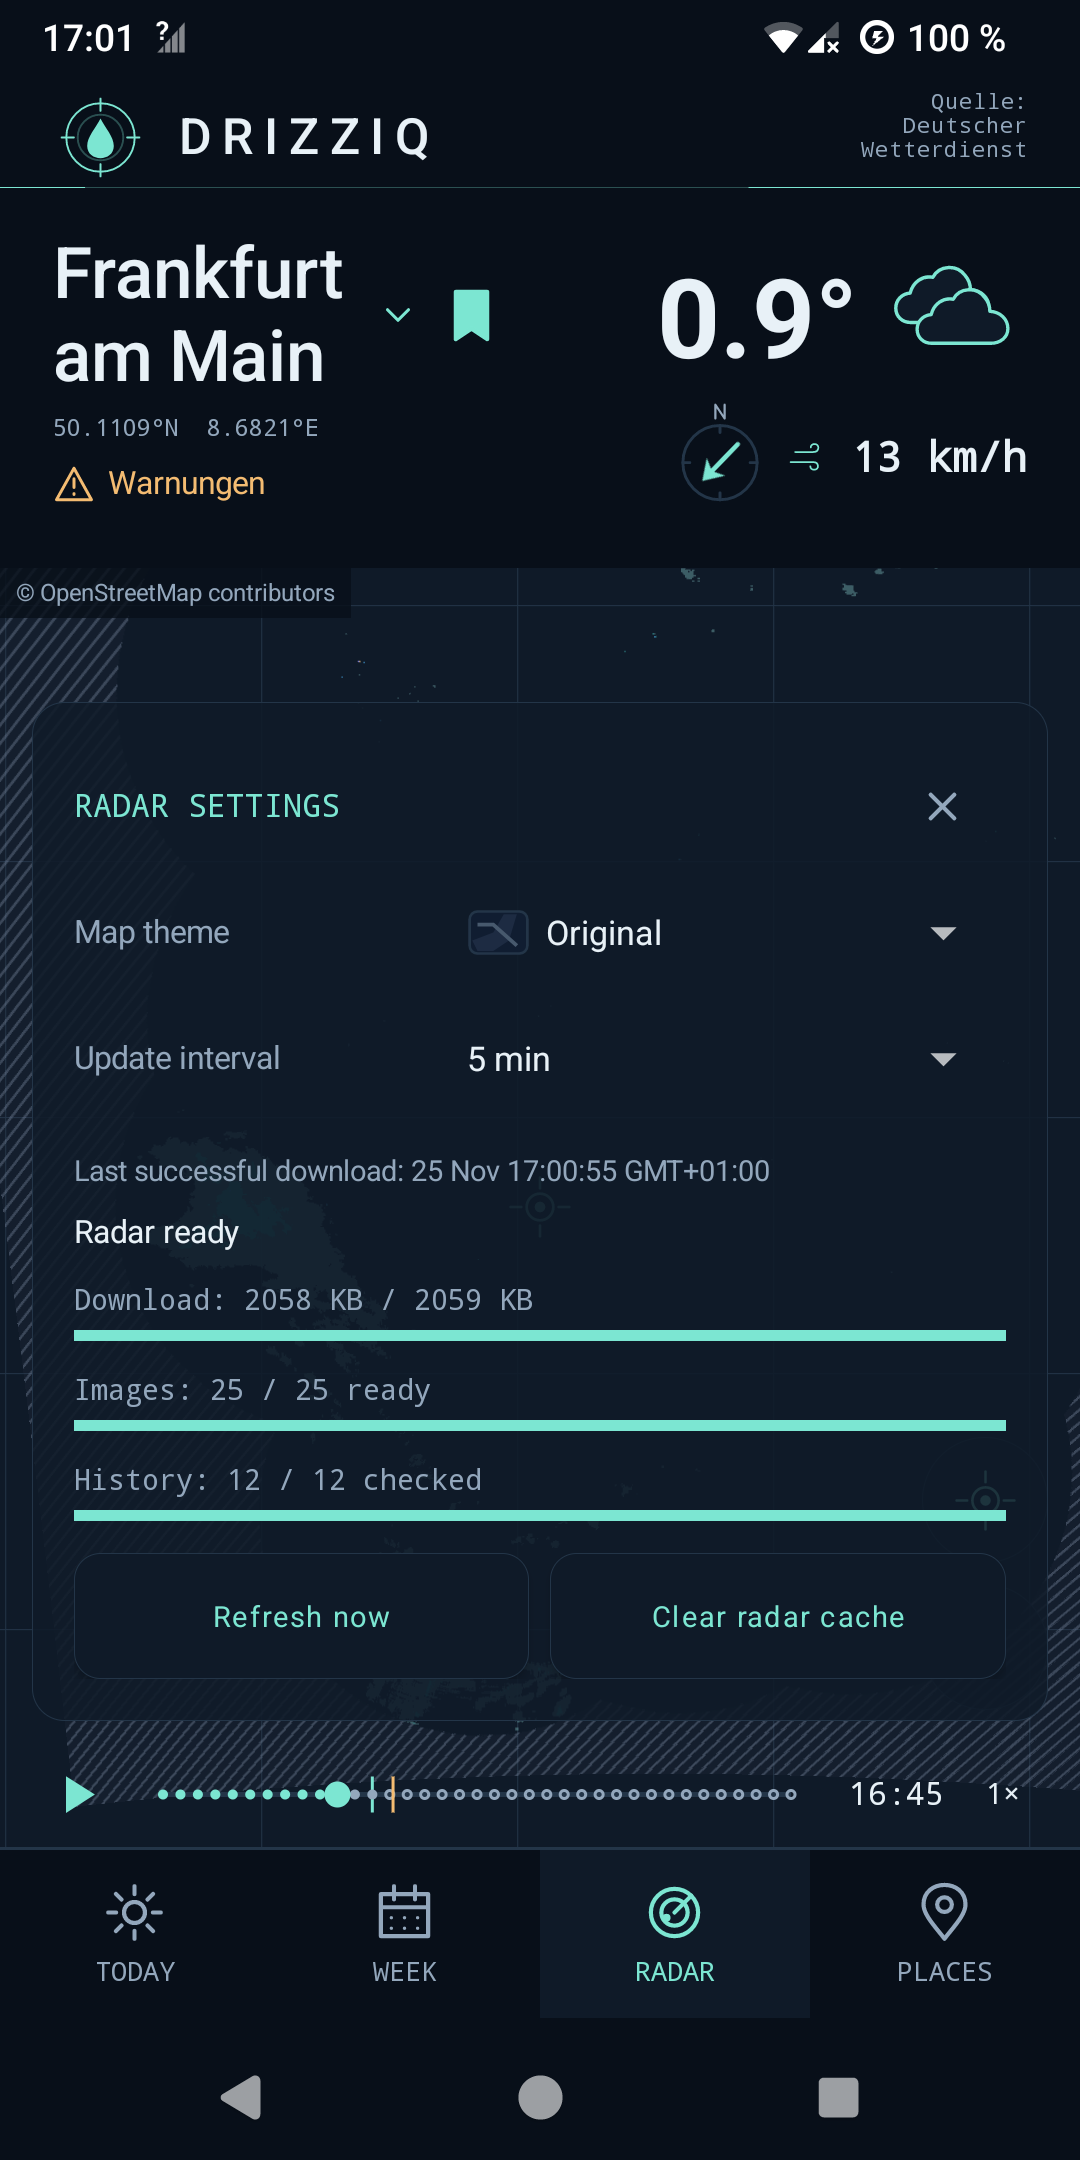 17:01
?
100 %
DRIZZIQ
Quelle:
Deutscher
Wetterdienst
Frankfurt
am Main
0.9°
50.1109°N 8.6821°E
N
13 km/h
Warnungen
© OpenStreetMap contributors
RADAR SETTINGS
Map theme
Original
Update interval
5 min
Last successful download: 25 Nov 17:00:55 GMT+01:00
Radar ready
Download: 2058 KB / 2059 KB
Images: 25 / 25 ready
History: 12 / 12 checked
Refresh now
Clear radar cache
16:45
1×
TODAY
WEEK
RADAR
PLACES